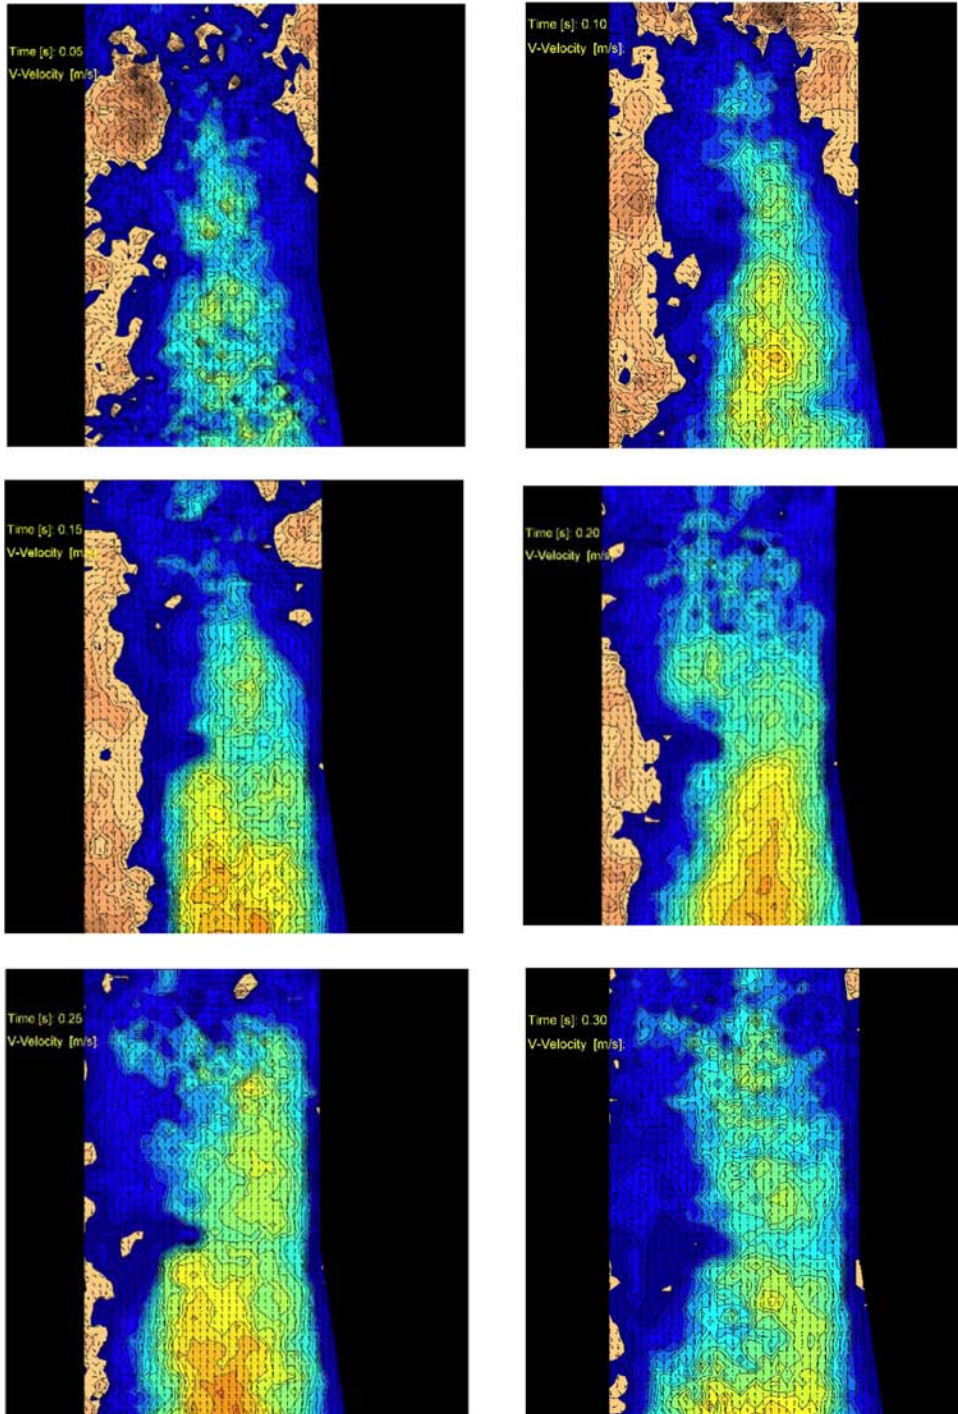 Time [s]: 0.05
V-Velocity [m/s]
Time [s]: 0.10
V-Velocity [m/s]:
Time [s]: 0.15
V-Velocity [m/s]
Time [s]: 0.20
V-Velocity [m/s]
Time [s]: 0.25
V-Velocity [m/s]:
Time [s]: 0.30
V-Velocity [m/s]: